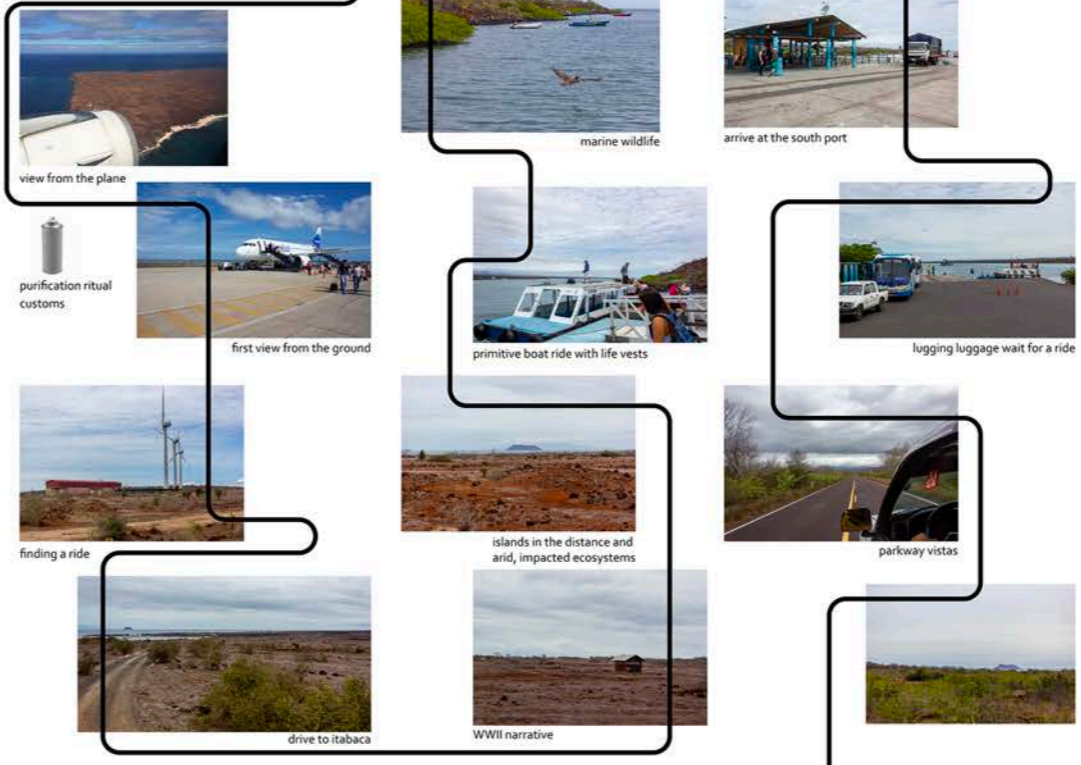 view from the plane
purification ritual
customs
first view from the ground
finding a ride
drive to itabaca
WWII narrative
islands in the distance and
arid, impacted ecosystems
primitive boat ride with life vests
marine wildlife
arrive at the south port
lugging luggage wait for a ride
parkway vistas